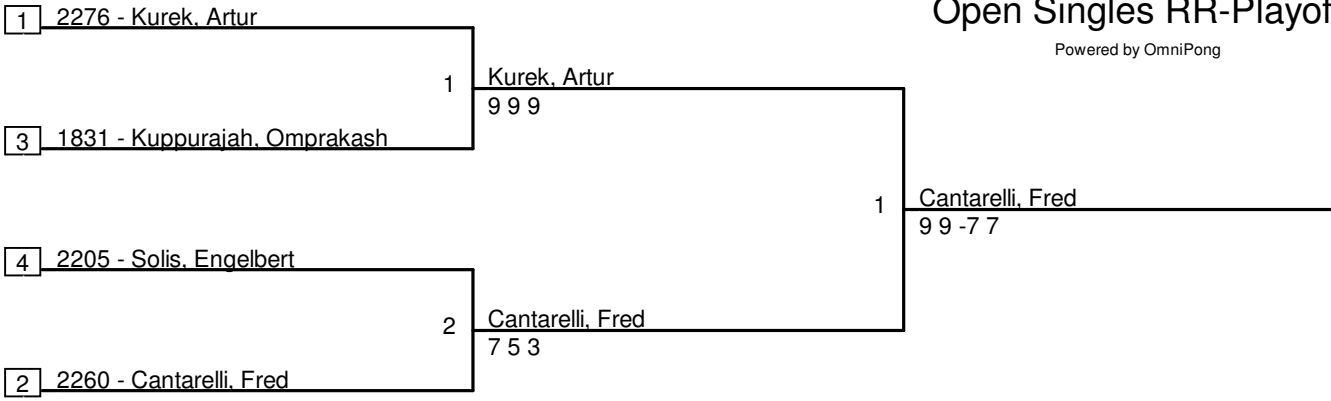 Open Singles RR-Playof
Powered by OmniPong
1 2276 - Kurek, Artur
1 Kurek, Artur
9 9 9
3 1831 - Kuppurajah, Omprakash
1 Cantarelli, Fred
9 9 -7 7
4 2205 - Solis, Engelbert
2 Cantarelli, Fred
7 5 3
2 2260 - Cantarelli, Fred